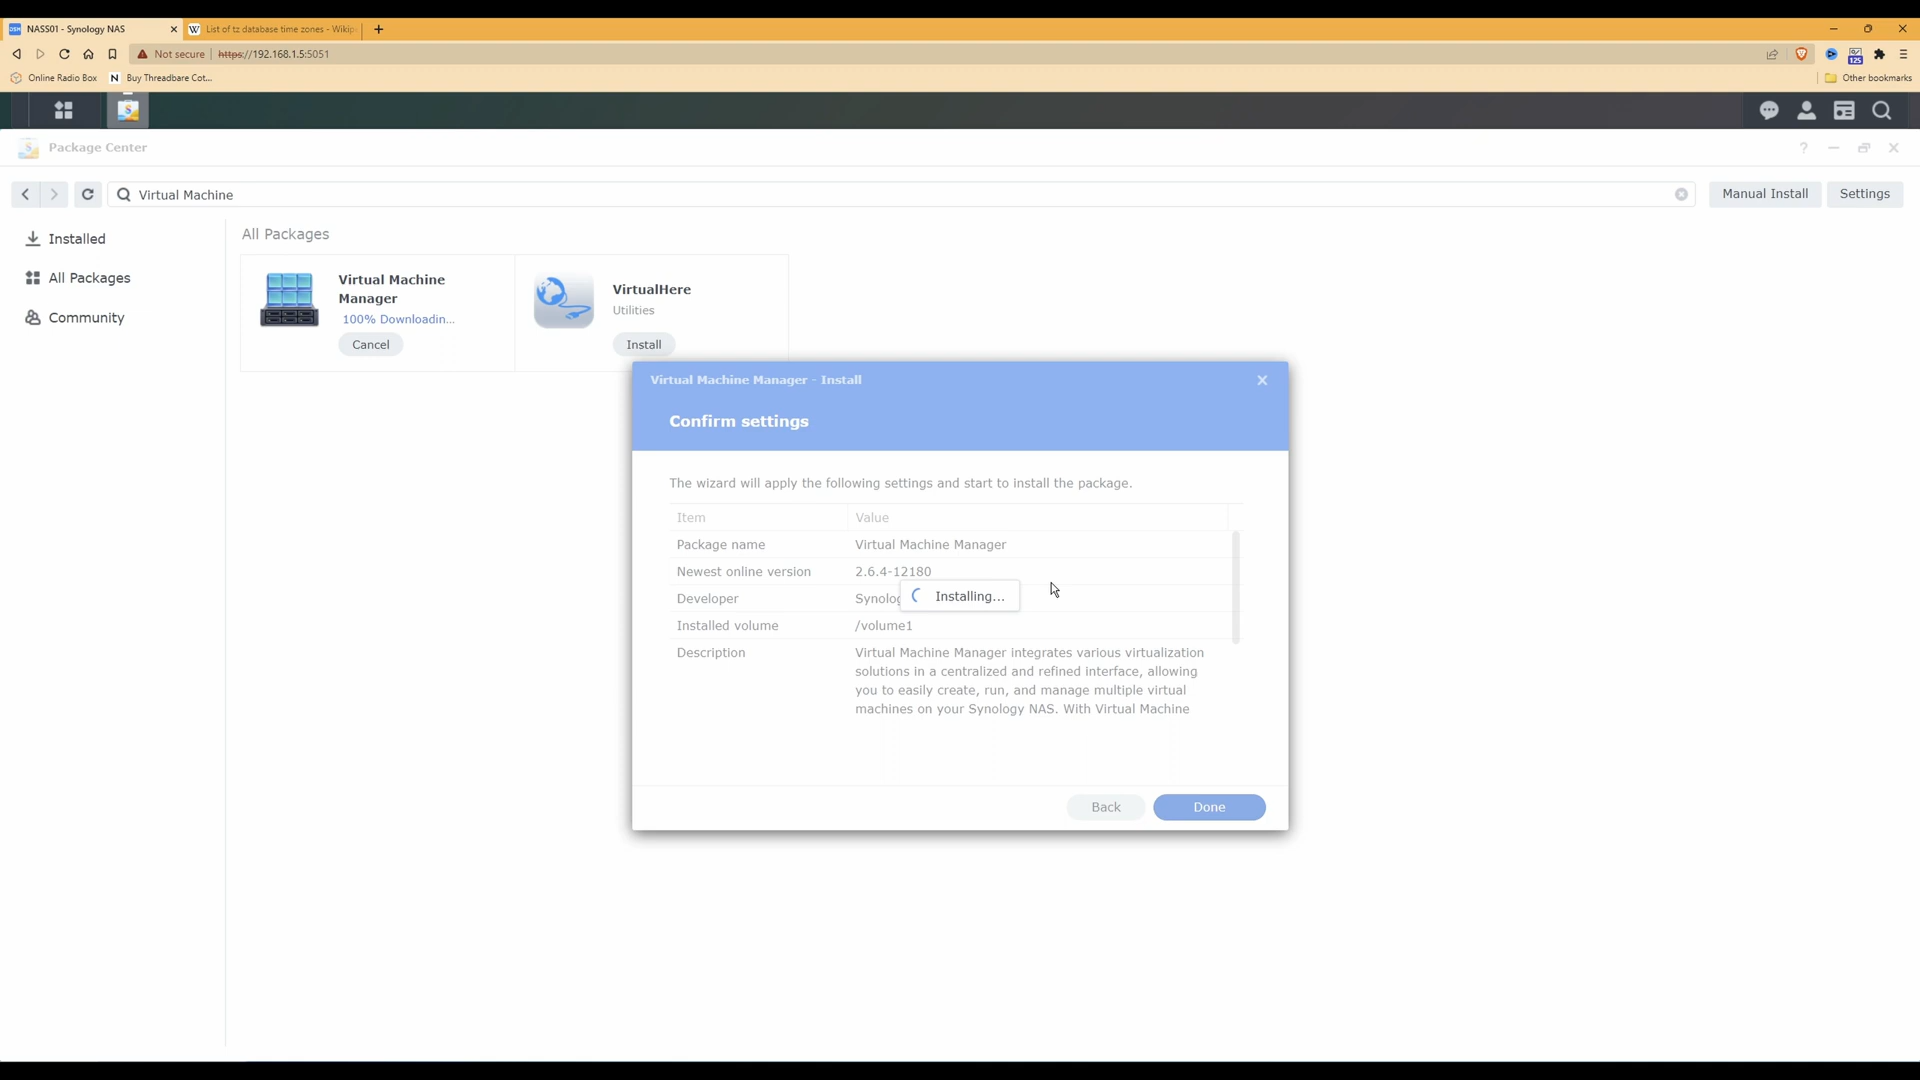 NASS01 - Synology NAS
List of tz database time zones - Wikip
Not secure
https://192.168.1.5:5051
125
Online Radio Box
Buy Threadbare Cot...
Other bookmarks
Package Center
Virtual Machine
Manual Install
Settings
Installed
All Packages
Community
All Packages
Virtual Machine
Manager
100% Downloadin...
Cancel
VirtualHere
Utilities
Install
Virtual Machine Manager - Install
Confirm settings
The wizard will apply the following settings and start to install the package.
Item Value
Package name Virtual Machine Manager
Newest online version 2.6.4-12180
Developer Synolog
Installing...
Installed volume /volume1
Description Virtual Machine Manager integrates various virtualization
solutions in a centralized and refined interface, allowing
you to easily create, run, and manage multiple virtual
machines on your Synology NAS. With Virtual Machine
Back
Done